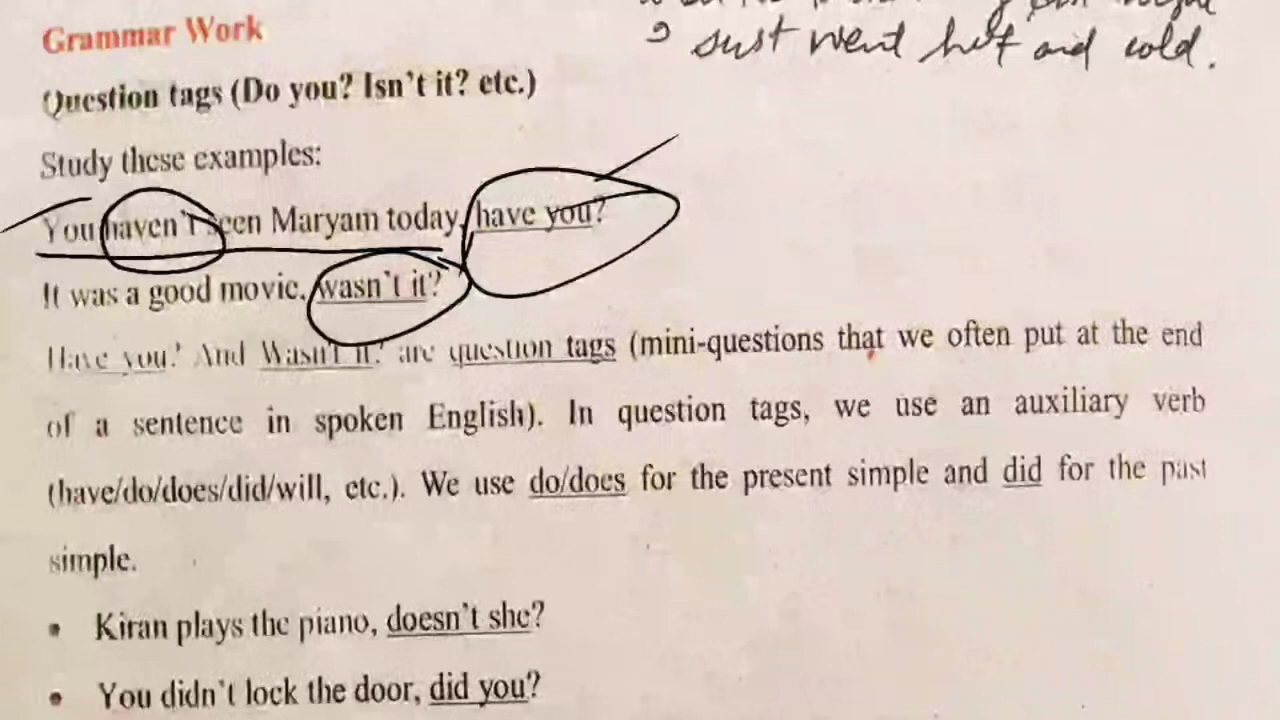 Grammar Work
I just went hot and cold.
Question tags (Do you? Isn't it? etc.)
Study these examples:
You haven't seen Maryam today, have you?
It was a good movie, wasn't it?
Have you? And Wasn't it? are question tags (mini-questions that we often put at the end
of a sentence in spoken English). In question tags, we use an auxiliary verb
(have/do/does/did/will, etc.). We use do/does for the present simple and did for the past
simple.
• Kiran plays the piano, doesn't she?
• You didn't lock the door, did you?